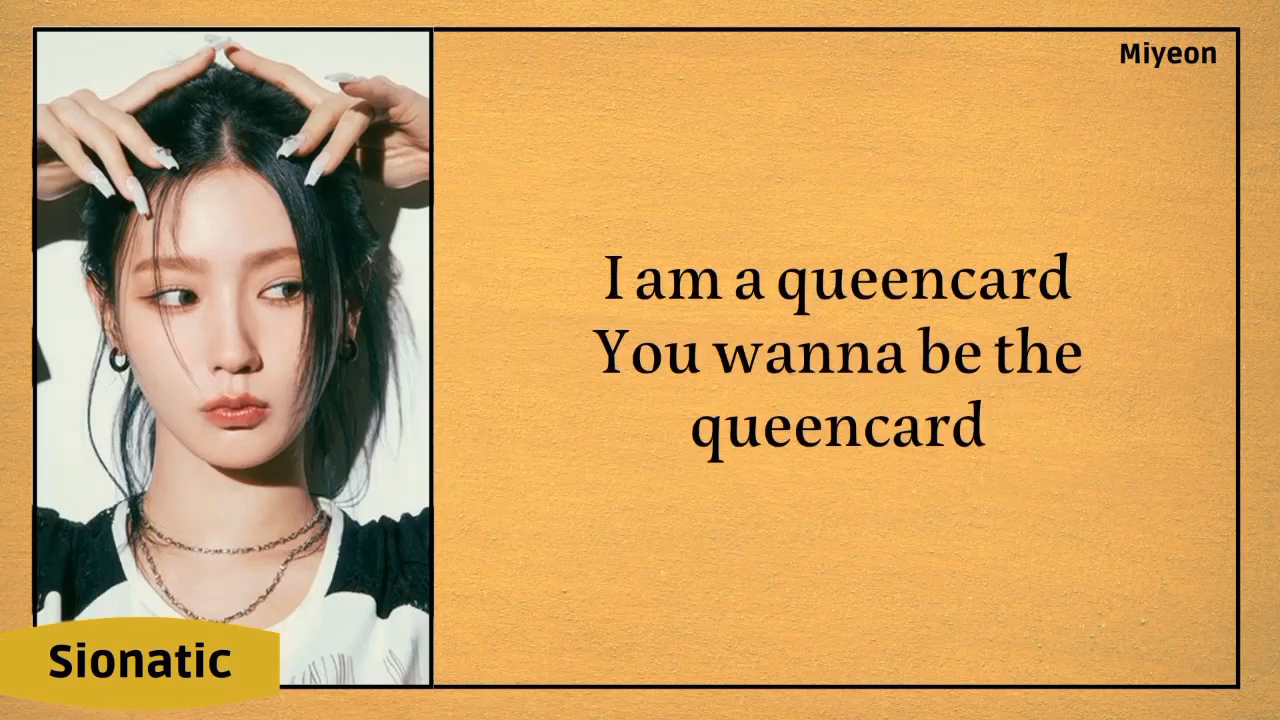 Miyeon
I am a queencard
You wanna be the
queencard
Sionatic